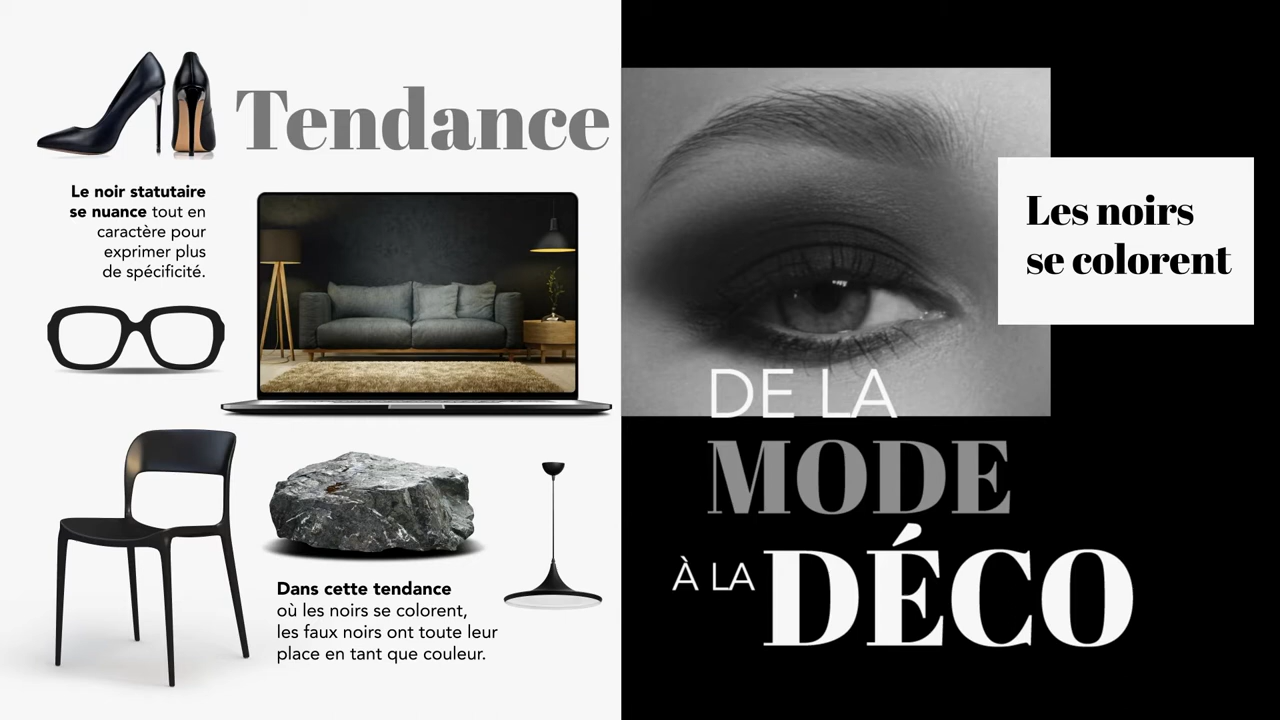 Tendance
Le noir statutaire
se nuance tout en
caractère pour
exprimer plus
de spécificité.
Dans cette tendance
où les noirs se colorent,
les faux noirs ont toute leur
place en tant que couleur.
Les noirs
se colorent
DE LA
MODE
À LA DÉCO